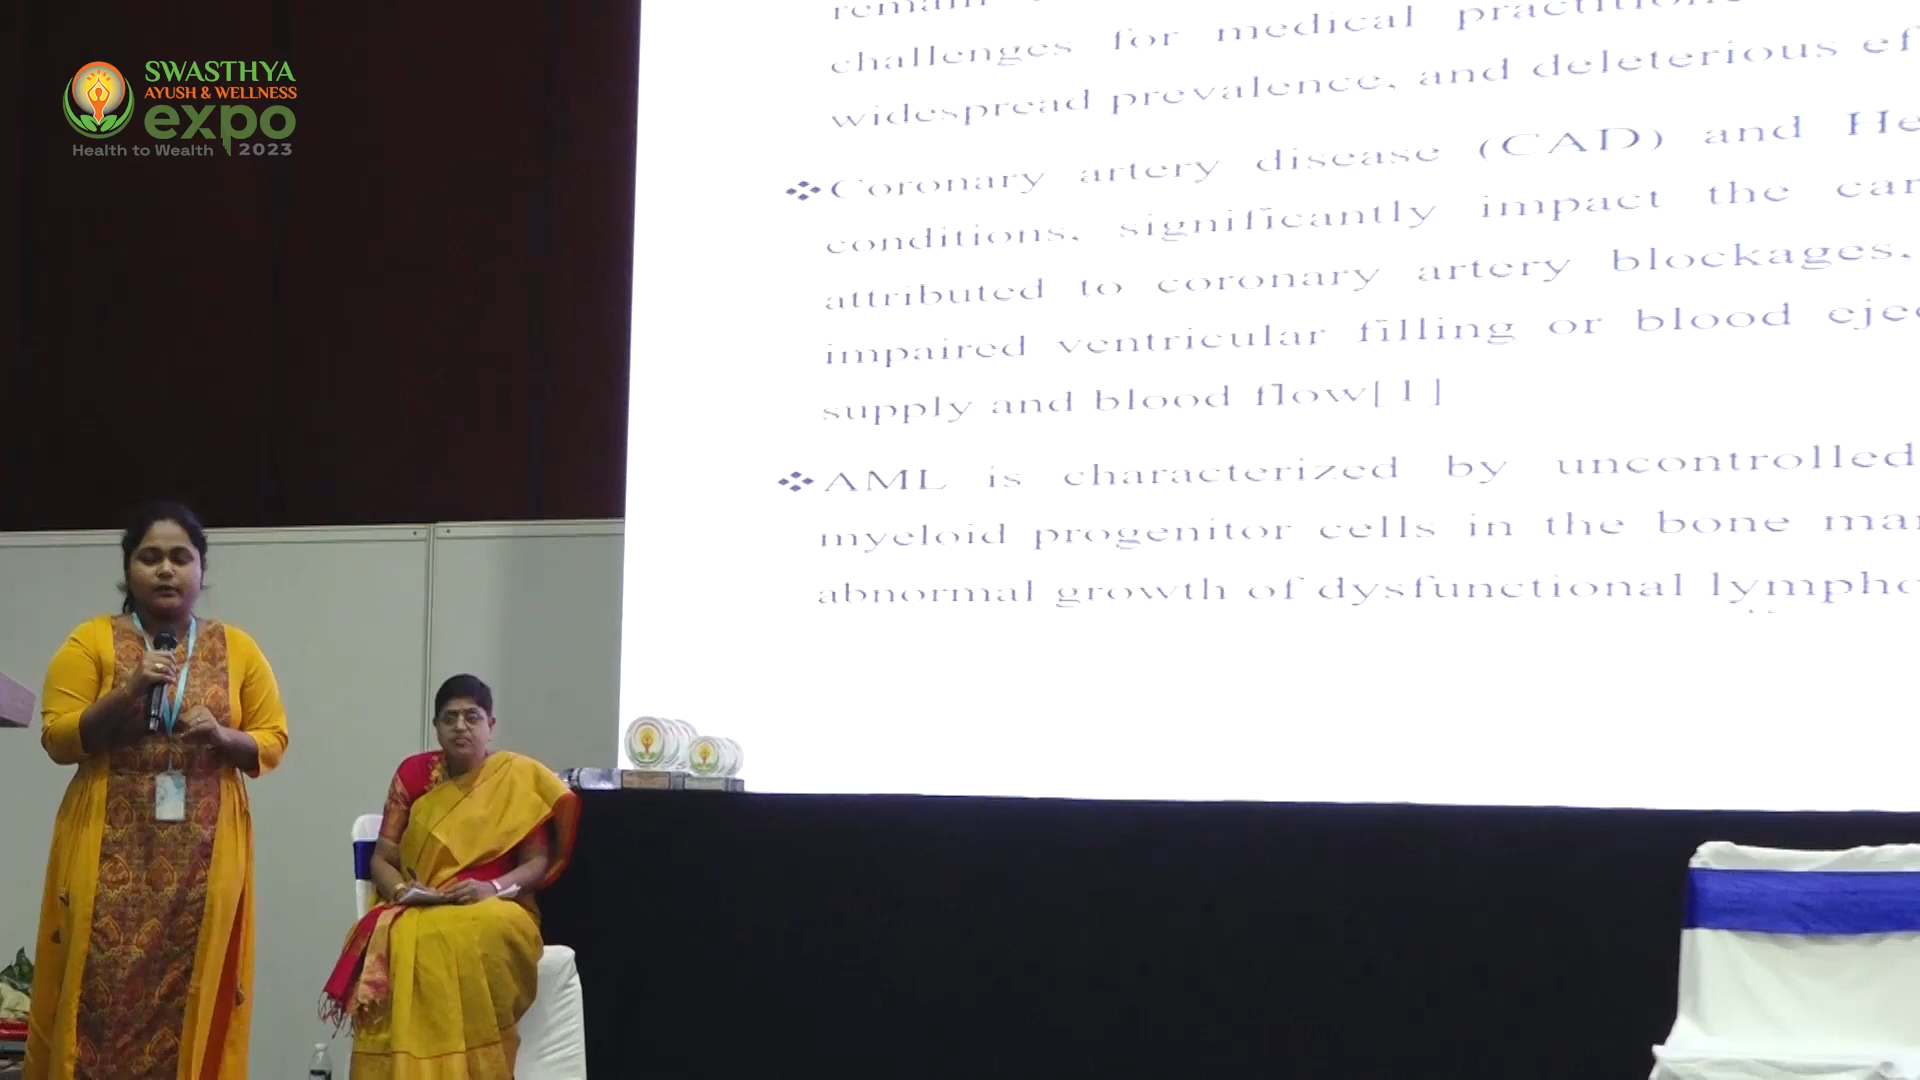 SWASTHYA
AYUSH & WELLNESS
expo
Health to Wealth 2023
remain
challenges for medical
widespread prevalence, and deleterious
Coronary artery disease (CAD) and
conditions, significantly impact the
attributed to coronary artery blockages,
impaired ventricular filling or blood
supply and blood flow[1]
AML is characterized by uncontrolled
myeloid progenitor cells in the bone
abnormal growth of dysfunctional